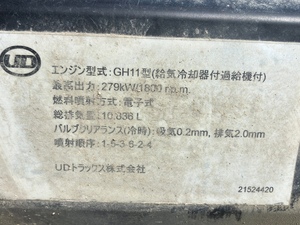 UD
エンジン型式：GH11型(給気冷却器付過給機付)
最高出力：279kW/1800 r.p.m.
燃料噴射方式：電子式
総排気量：10.836 L
バルブクリアランス(冷時)：吸気0.2mm, 排気2.0mm
噴射順序：1-5-3-6-2-4
UDトラックス株式会社
21524420